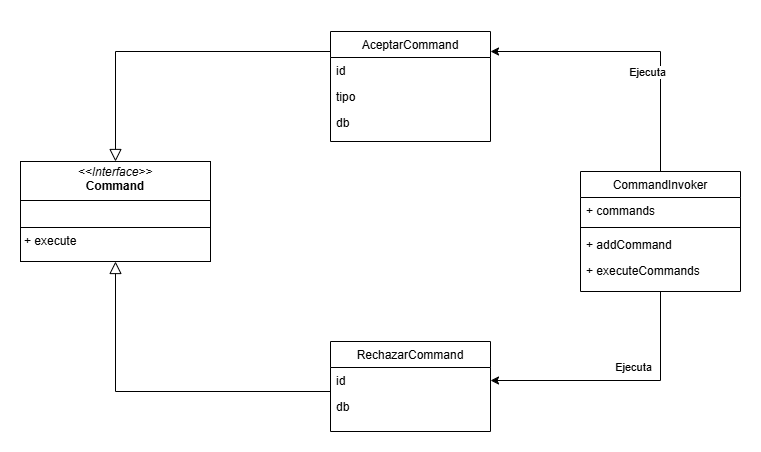 AceptarCommand
id
tipo
db
Ejecuta
<<Interface>>
Command
+ execute
CommandInvoker
+ commands
+ addCommand
+ executeCommands
RechazarCommand
id
db
Ejecuta